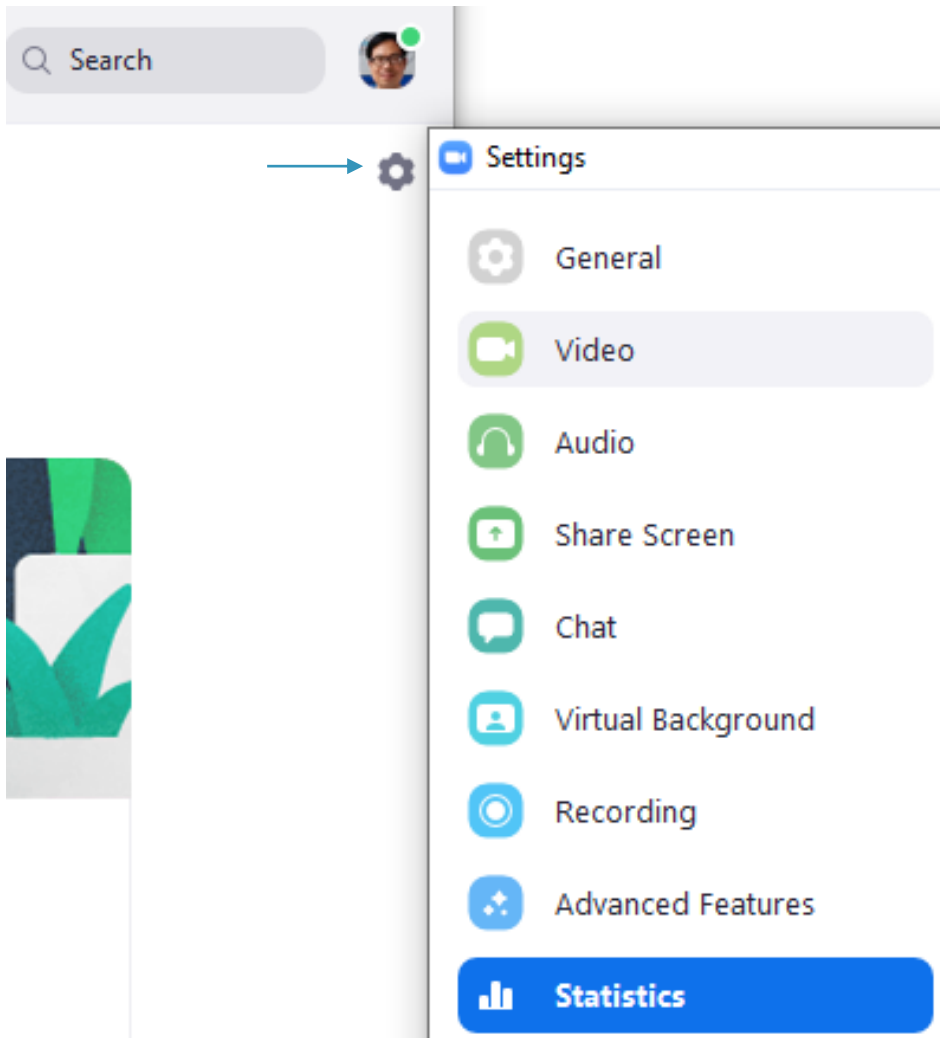 Search
Settings
General
Video
Audio
Share Screen
Chat
Virtual Background
Recording
Advanced Features
Statistics